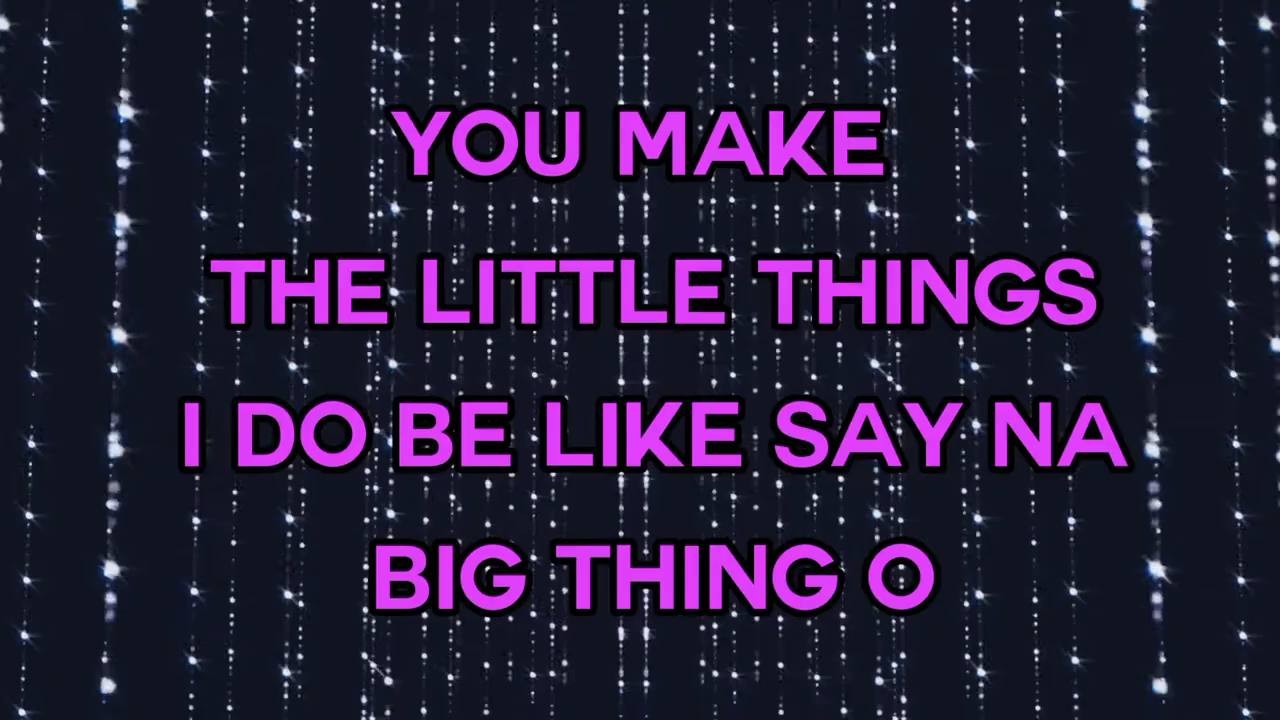 YOU MAKE
THE LITTLE THINGS
I DO BE LIKE SAY NA
BIG THING O